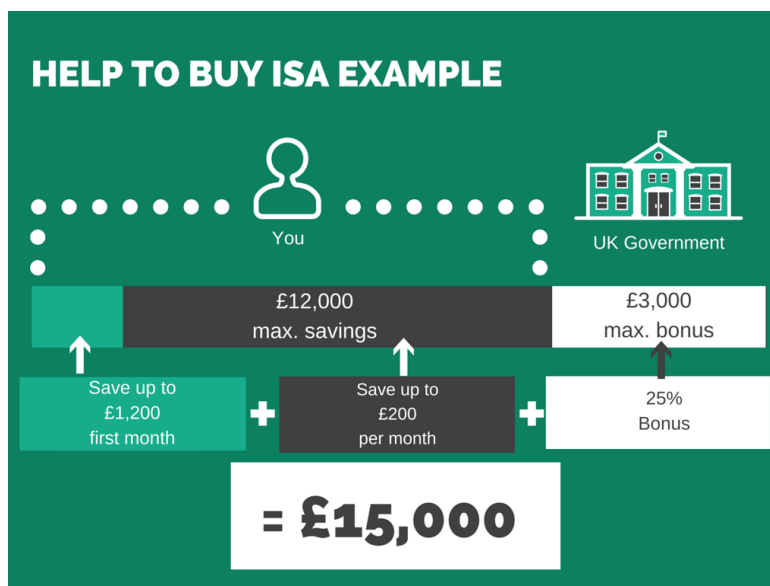 HELP TO BUY ISA EXAMPLE
You
UK Government
£12,000
max. savings
£3,000
max. bonus
Save up to
£1,200
first month
+
Save up to
£200
per month
+
25%
Bonus
= £15,000